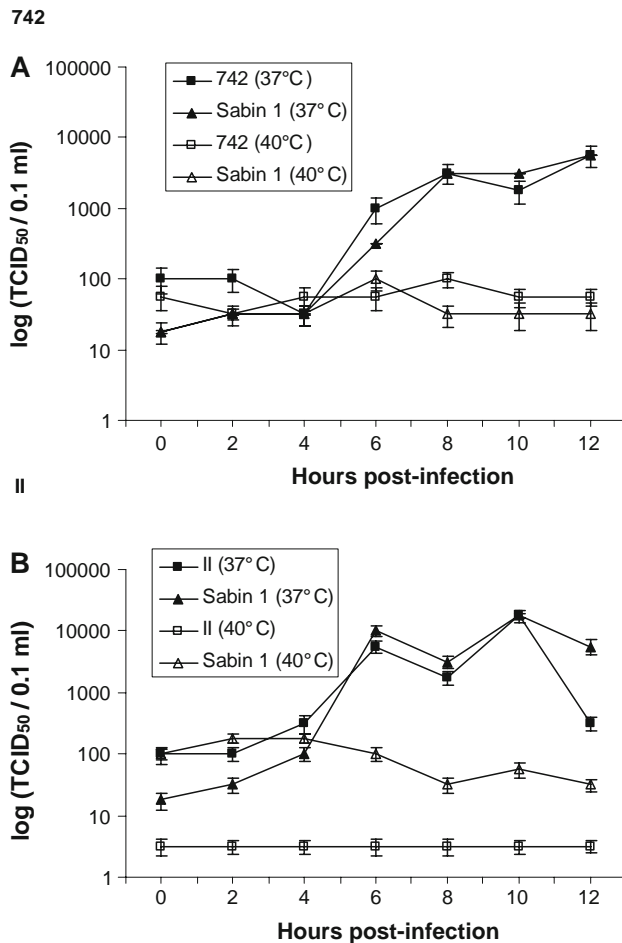 742
A
742 (37°C)
Sabin 1 (37°C)
742 (40°C)
Sabin 1 (40°C)
100000
10000
1000
100
10
1
log (TCID50 / 0.1 ml)
0 2 4 6 8 10 12
Hours post-infection
II
B
II (37°C)
Sabin 1 (37°C)
II (40°C)
Sabin 1 (40°C)
100000
10000
1000
100
10
1
log (TCID50 / 0.1 ml)
0 2 4 6 8 10 12
Hours post-infection